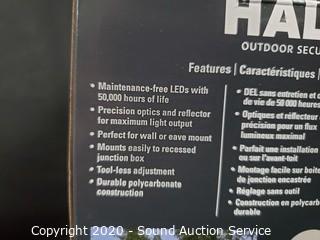 HAL
OUTDOOR SECU
Features | Caractéristiques |
• Maintenance-free LEDs with
50,000 hours of life
• Precision optics and reflector
for maximum light output
• Perfect for wall or eave mount
• Mounts easily to recessed
junction box
• Tool-less adjustment
• Durable polycarbonate
construction
• DEL sans entretien et d
de vie de 50 000 heures
• Optiques et réflecteur
précision pour un flux
lumineux maximal
• Parfait une installation
ou sur l'avant-toit
• Montage facile sur boîte
de jonction encastrée
• Réglage sans outil
• Construction en polyc
durable
Copyright 2020 - Sound Auction Service